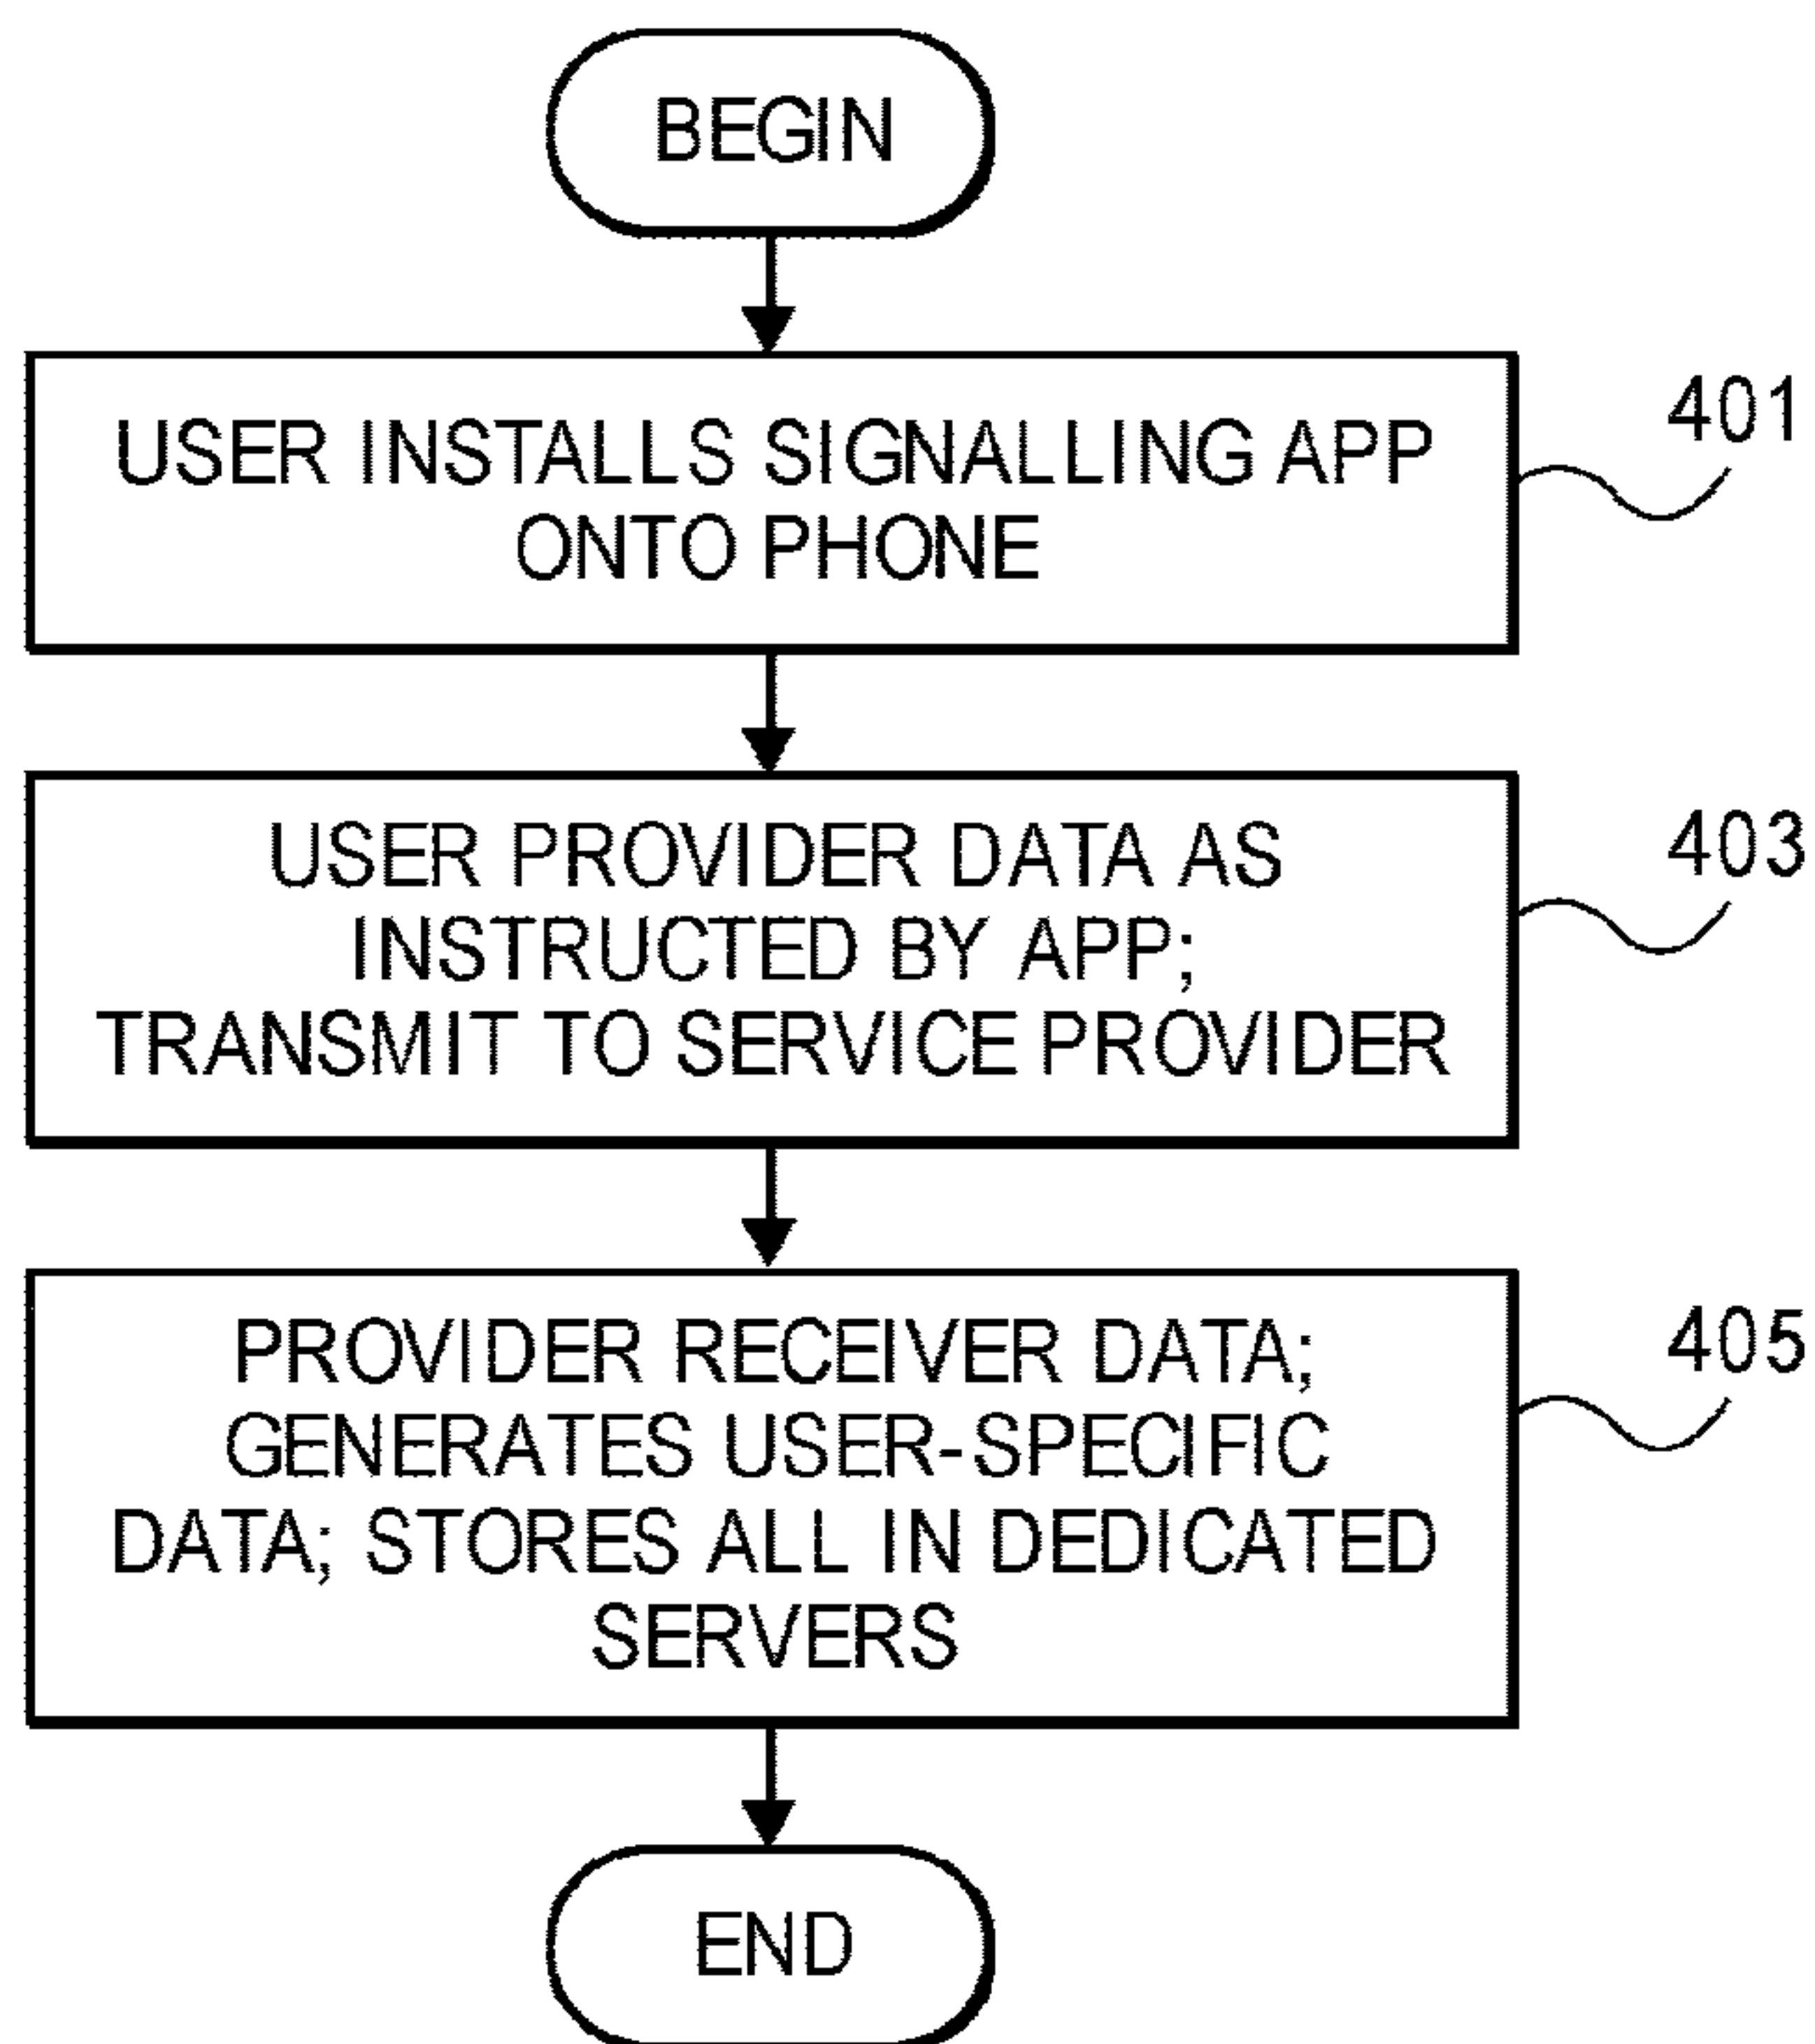 BEGIN
USER INSTALLS SIGNALLING APP
ONTO PHONE
401
USER PROVIDER DATA AS
INSTRUCTED BY APP;
TRANSMIT TO SERVICE PROVIDER
403
PROVIDER RECEIVER DATA;
GENERATES USER-SPECIFIC
DATA; STORES ALL IN DEDICATED
SERVERS
405
END